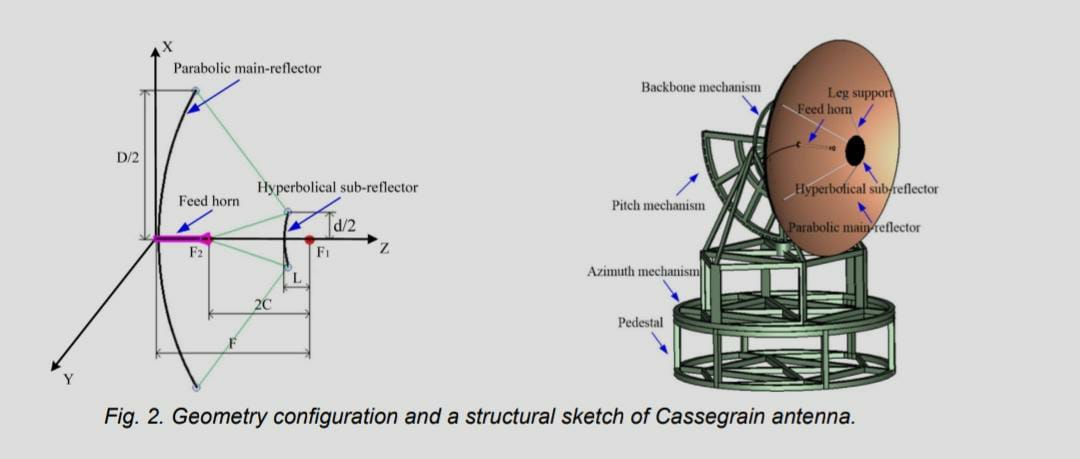 X
Parabolic main-reflector
D/2
Hyperbolical sub-reflector
Feed horn
d/2
F2
F1
Z
L
2C
F
Y
Backbone mechanism
Leg support
Feed horn
Pitch mechanism
Hyperbolical sub-reflector
Parabolic main-reflector
Azimuth mechanism
Pedestal
Fig. 2. Geometry configuration and a structural sketch of Cassegrain antenna.